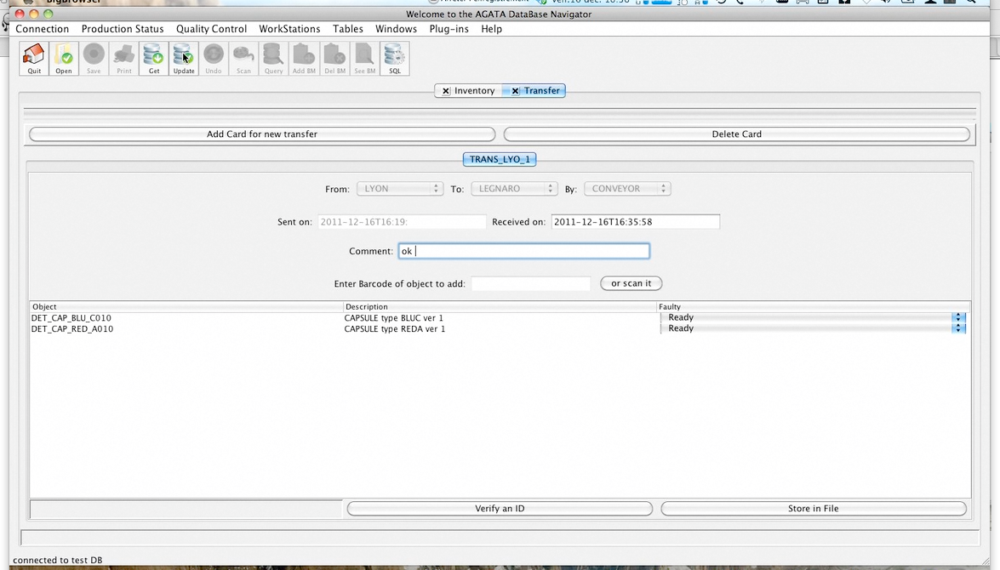 BigBrowser
Welcome to the AGATA DataBase Navigator
Connection Production Status Quality Control WorkStations Tables Windows Plug-ins Help
Quit Open Save Print Get Update Undo Scan Query Add BM Del BM See BM SQL
Inventory Transfer
Add Card for new transfer Delete Card
TRANS_LYO_1
From: LYON To: LEGNARO By: CONVEYOR
Sent on: 2011-12-16T16:19: Received on: 2011-12-16T16:35:58
Comment: ok
Enter Barcode of object to add: or scan it
Object Description Faulty
DET_CAP_BLU_C010 CAPSULE type BLUC ver 1 Ready
DET_CAP_RED_A010 CAPSULE type REDA ver 1 Ready
Verify an ID Store in File
connected to test DB